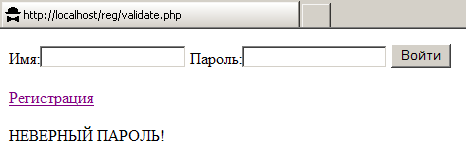 http://localhost/reg/validate.php
Имя: Пароль: Войти
Регистрация
НЕВЕРНЫЙ ПАРОЛЬ!